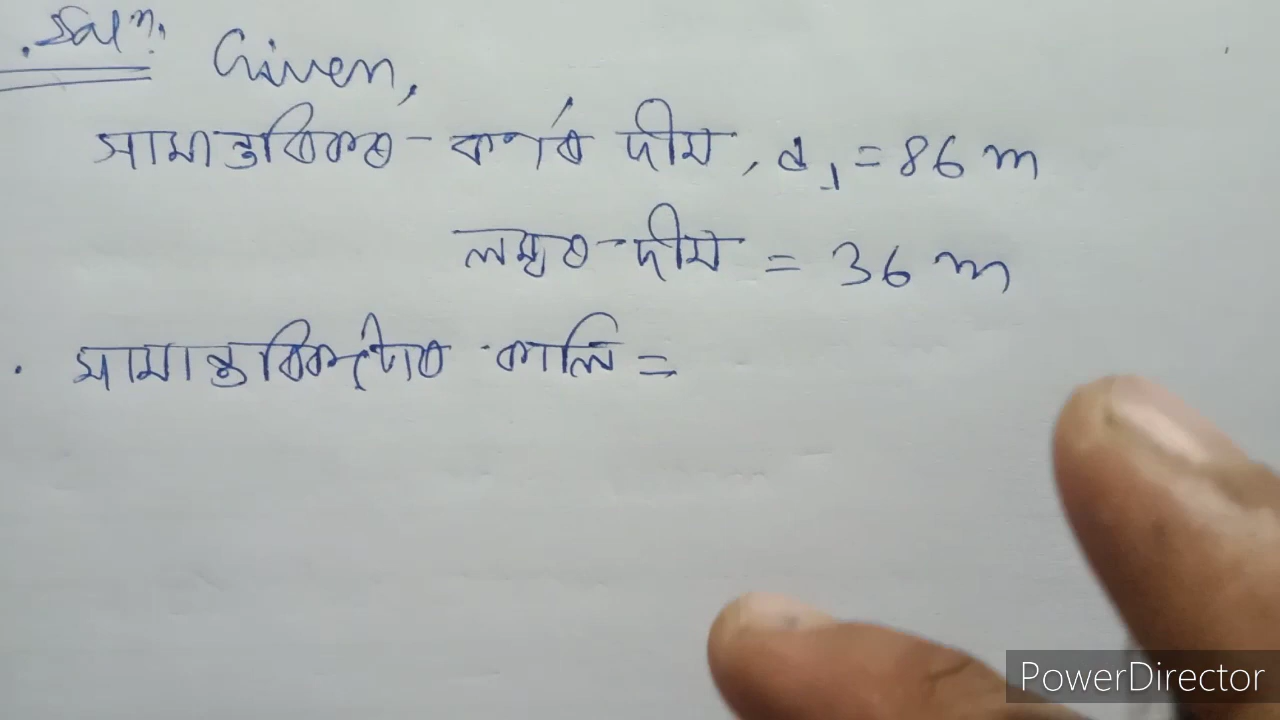 Solⁿ.
Given,
সামান্তৰিকৰ কৰ্ণৰ দীঘ, d₁ = 86 m
লম্বৰ দীঘ = 36 m
সামান্তৰিকটোৰ কালি =
PowerDirector